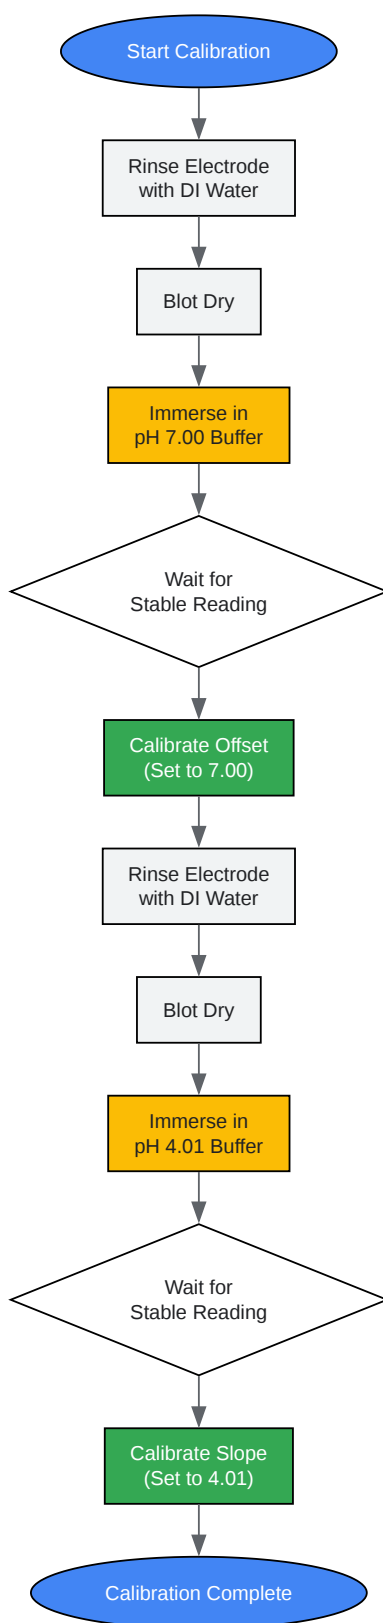 Start Calibration
Rinse Electrode
with DI Water
Blot Dry
Immerse in
pH 7.00 Buffer
Wait for
Stable Reading
Calibrate Offset
(Set to 7.00)
Rinse Electrode
with DI Water
Blot Dry
Immerse in
pH 4.01 Buffer
Wait for
Stable Reading
Calibrate Slope
(Set to 4.01)
Calibration Complete